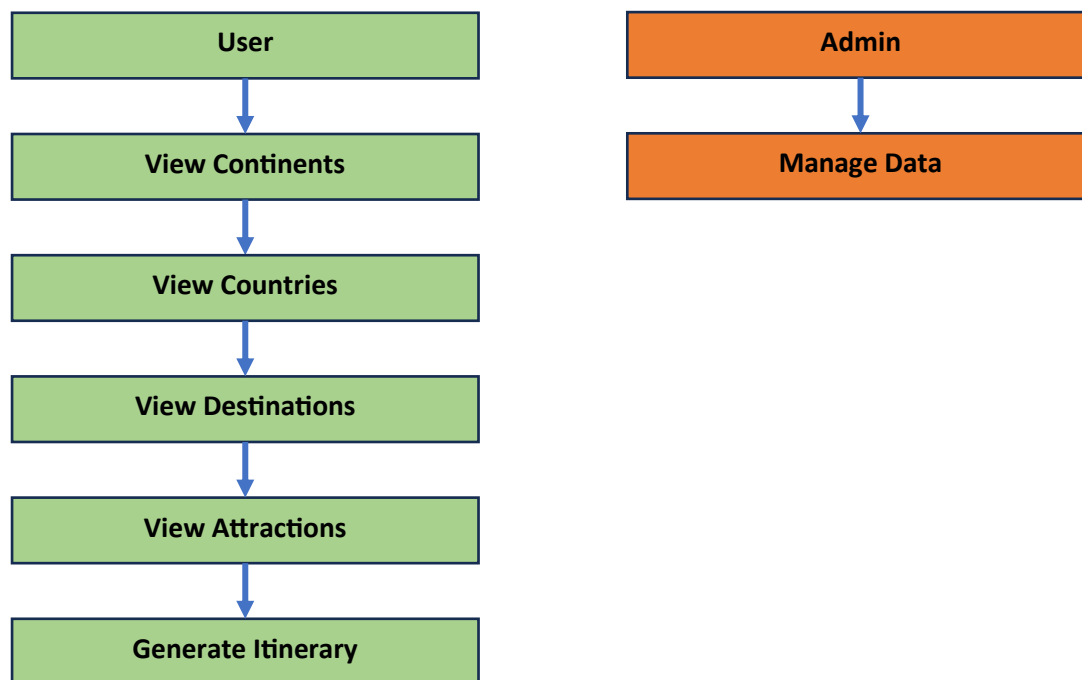 User
View Continents
View Countries
View Destinations
View Attractions
Generate Itinerary
Admin
Manage Data